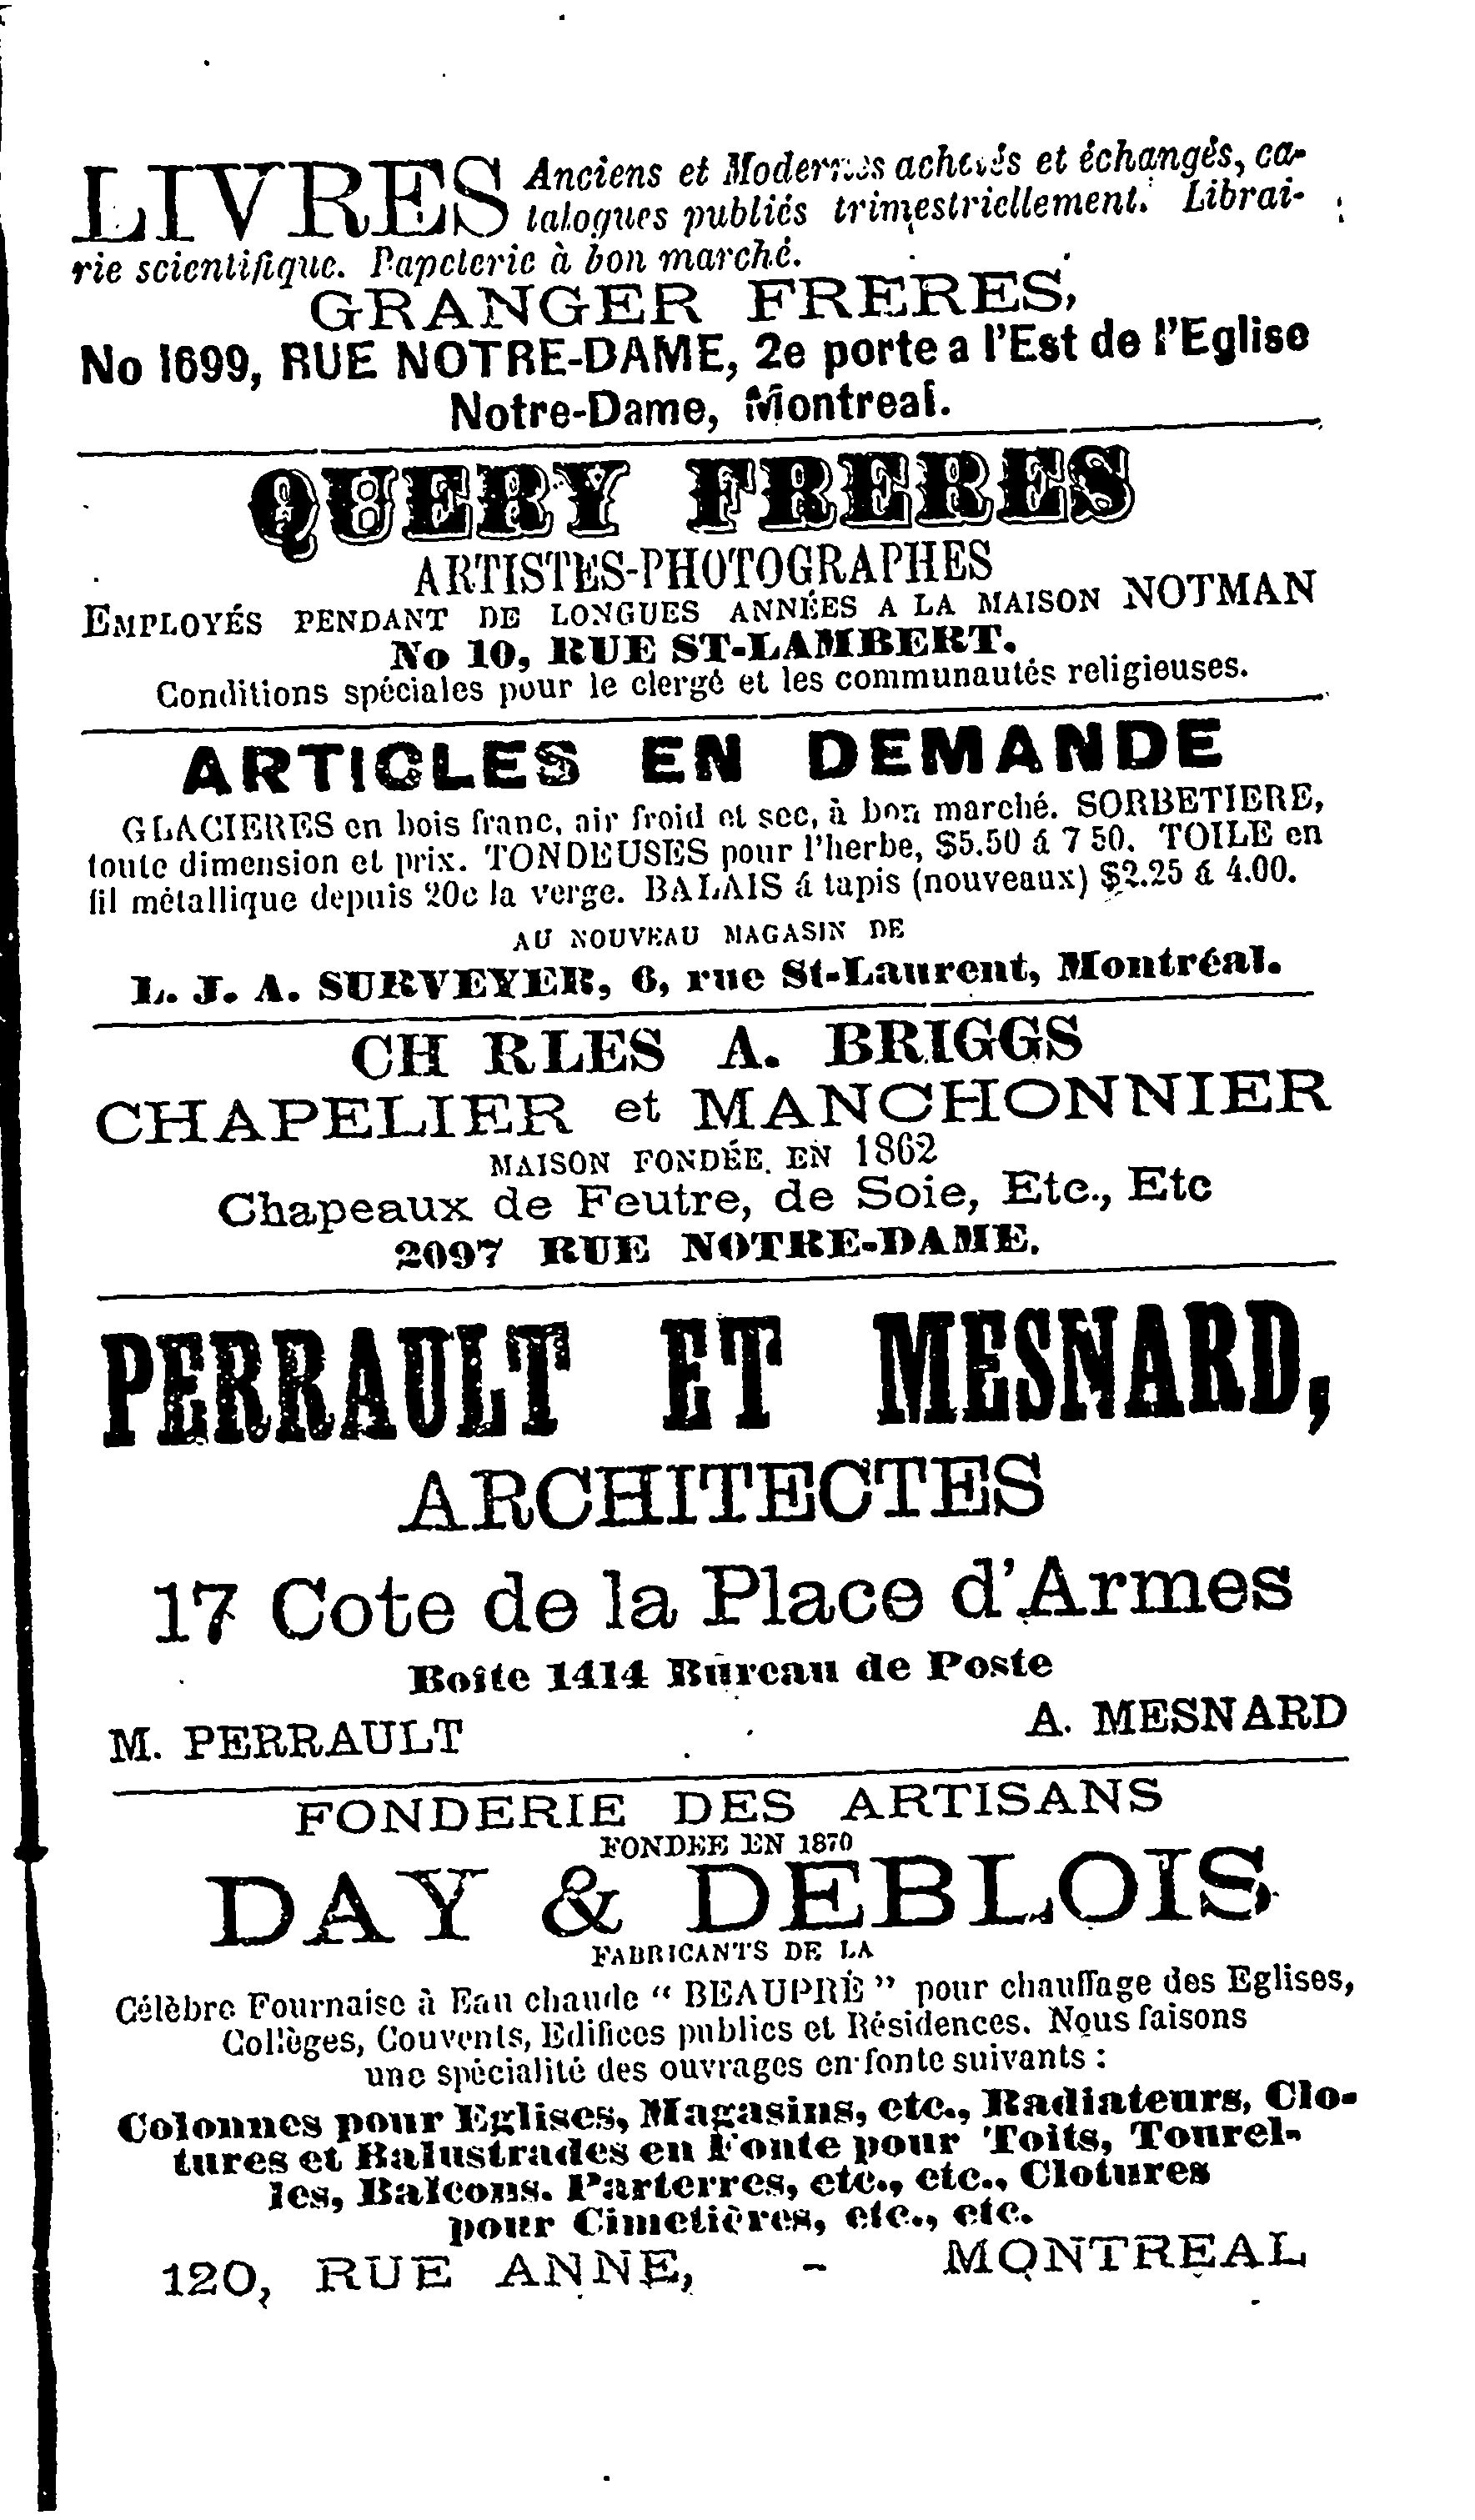 LIVRES Anciens et Modernes achetés et échangés, ca-
talogues publiés trimestriellement. Librai-
rie scientifique. Papeterie à bon marché.
GRANGER FRERES,
No 1699, RUE NOTRE-DAME, 2e porte a l'Est de l'Eglise
Notre-Dame, Montreal.
QUERY FRERES
ARTISTES-PHOTOGRAPHES
EMPLOYÉS PENDANT DE LONGUES ANNÉES A LA MAISON NOTMAN
No 10, RUE ST-LAMBERT.
Conditions spéciales pour le clergé et les communautés religieuses.
ARTICLES EN DEMANDE
GLACIERES en bois franc, air froid et sec, à bon marché. SORBETIERE,
toute dimension et prix. TONDEUSES pour l'herbe, $5.50 á 7 50. TOILE en
fil métallique depuis 20c la verge. BALAIS á tapis (nouveaux) $2.25 á 4.00.
AU NOUVEAU MAGASIN DE
L. J. A. SURVEYER, 6, rue St-Laurent, Montréal.
CH RLES A. BRIGGS
CHAPELIER et MANCHONNIER
MAISON FONDÉE EN 1862
Chapeaux de Feutre, de Soie, Etc., Etc
2097 RUE NOTRE-DAME.
PERRAULT ET MESNARD,
ARCHITECTES
17 Cote de la Place d'Armes
Boîte 1414 Bureau de Poste
M. PERRAULT A. MESNARD
FONDERIE DES ARTISANS
FONDEE EN 1870
DAY & DEBLOIS
FABRICANTS DE LA
Célèbre Fournaise à Eau chaude “ BEAUPRÉ ” pour chauffage des Eglises,
Collèges, Couvents, Edifices publics et Résidences. Nous faisons
une spécialité des ouvrages en fonte suivants :
Colonnes pour Eglises, Magasins, etc., Radiateurs, Clo-
tures et Balustrades en Fonte pour Toits, Tourel-
les, Balcons. Parterres, etc., etc., Clotures
pour Cimetières, etc., etc.
120, RUE ANNE, - MONTREAL